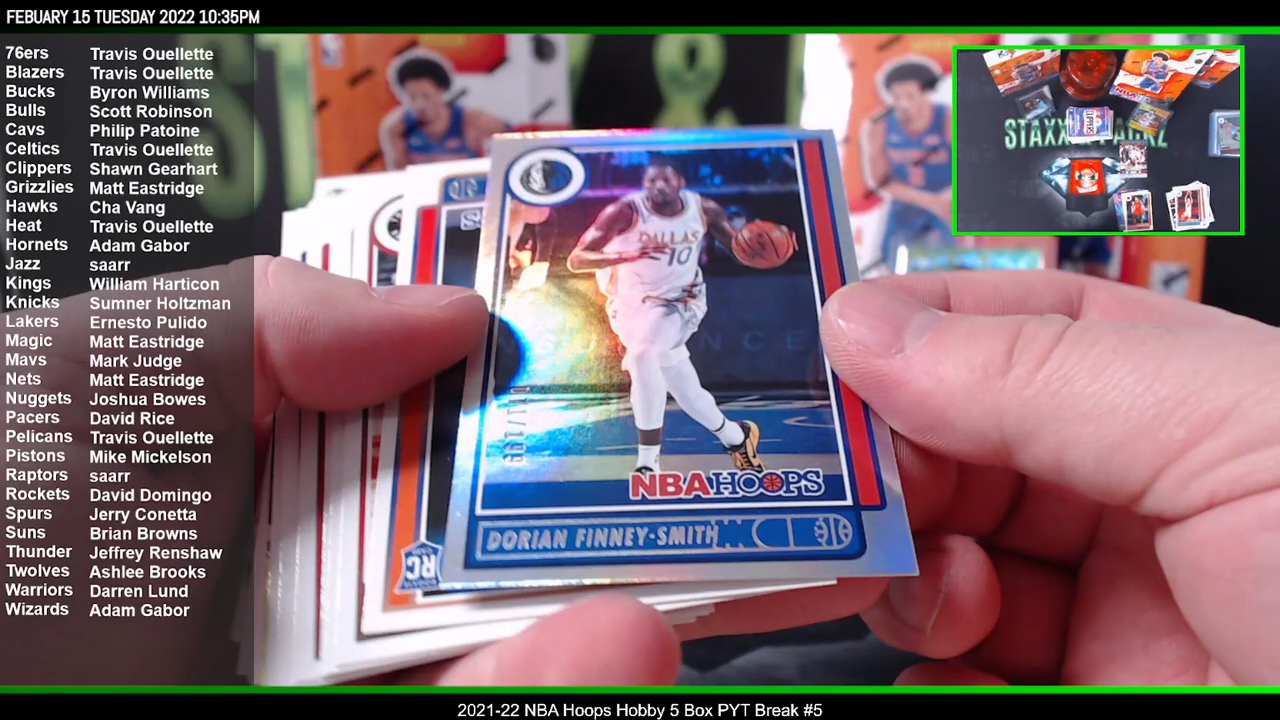 FEBUARY 15 TUESDAY 2022 10:35PM
76ers Travis Ouellette
Blazers Travis Ouellette
Bucks Byron Williams
Bulls Scott Robinson
Cavs Philip Patoine
Celtics Travis Ouellette
Clippers Shawn Gearhart
Grizzlies Matt Eastridge
Hawks Cha Vang
Heat Travis Ouellette
Hornets Adam Gabor
Jazz saarr
Kings William Harticon
Knicks Sumner Holtzman
Lakers Ernesto Pulido
Magic Matt Eastridge
Mavs Mark Judge
Nets Matt Eastridge
Nuggets Joshua Bowes
Pacers David Rice
Pelicans Travis Ouellette
Pistons Mike Mickelson
Raptors saarr
Rockets David Domingo
Spurs Jerry Conetta
Suns Brian Browns
Thunder Jeffrey Renshaw
Twolves Ashlee Brooks
Warriors Darren Lund
Wizards Adam Gabor
DALLAS
10
NBA HOOPS
DORIAN FINNEY-SMITH
RC
2021-22 NBA Hoops Hobby 5 Box PYT Break #5